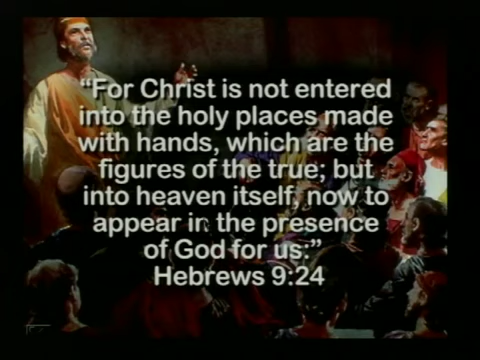 “For Christ is not entered
into the holy places made
with hands, which are the
figures of the true; but
into heaven itself, now to
appear in the presence
of God for us:”
Hebrews 9:24